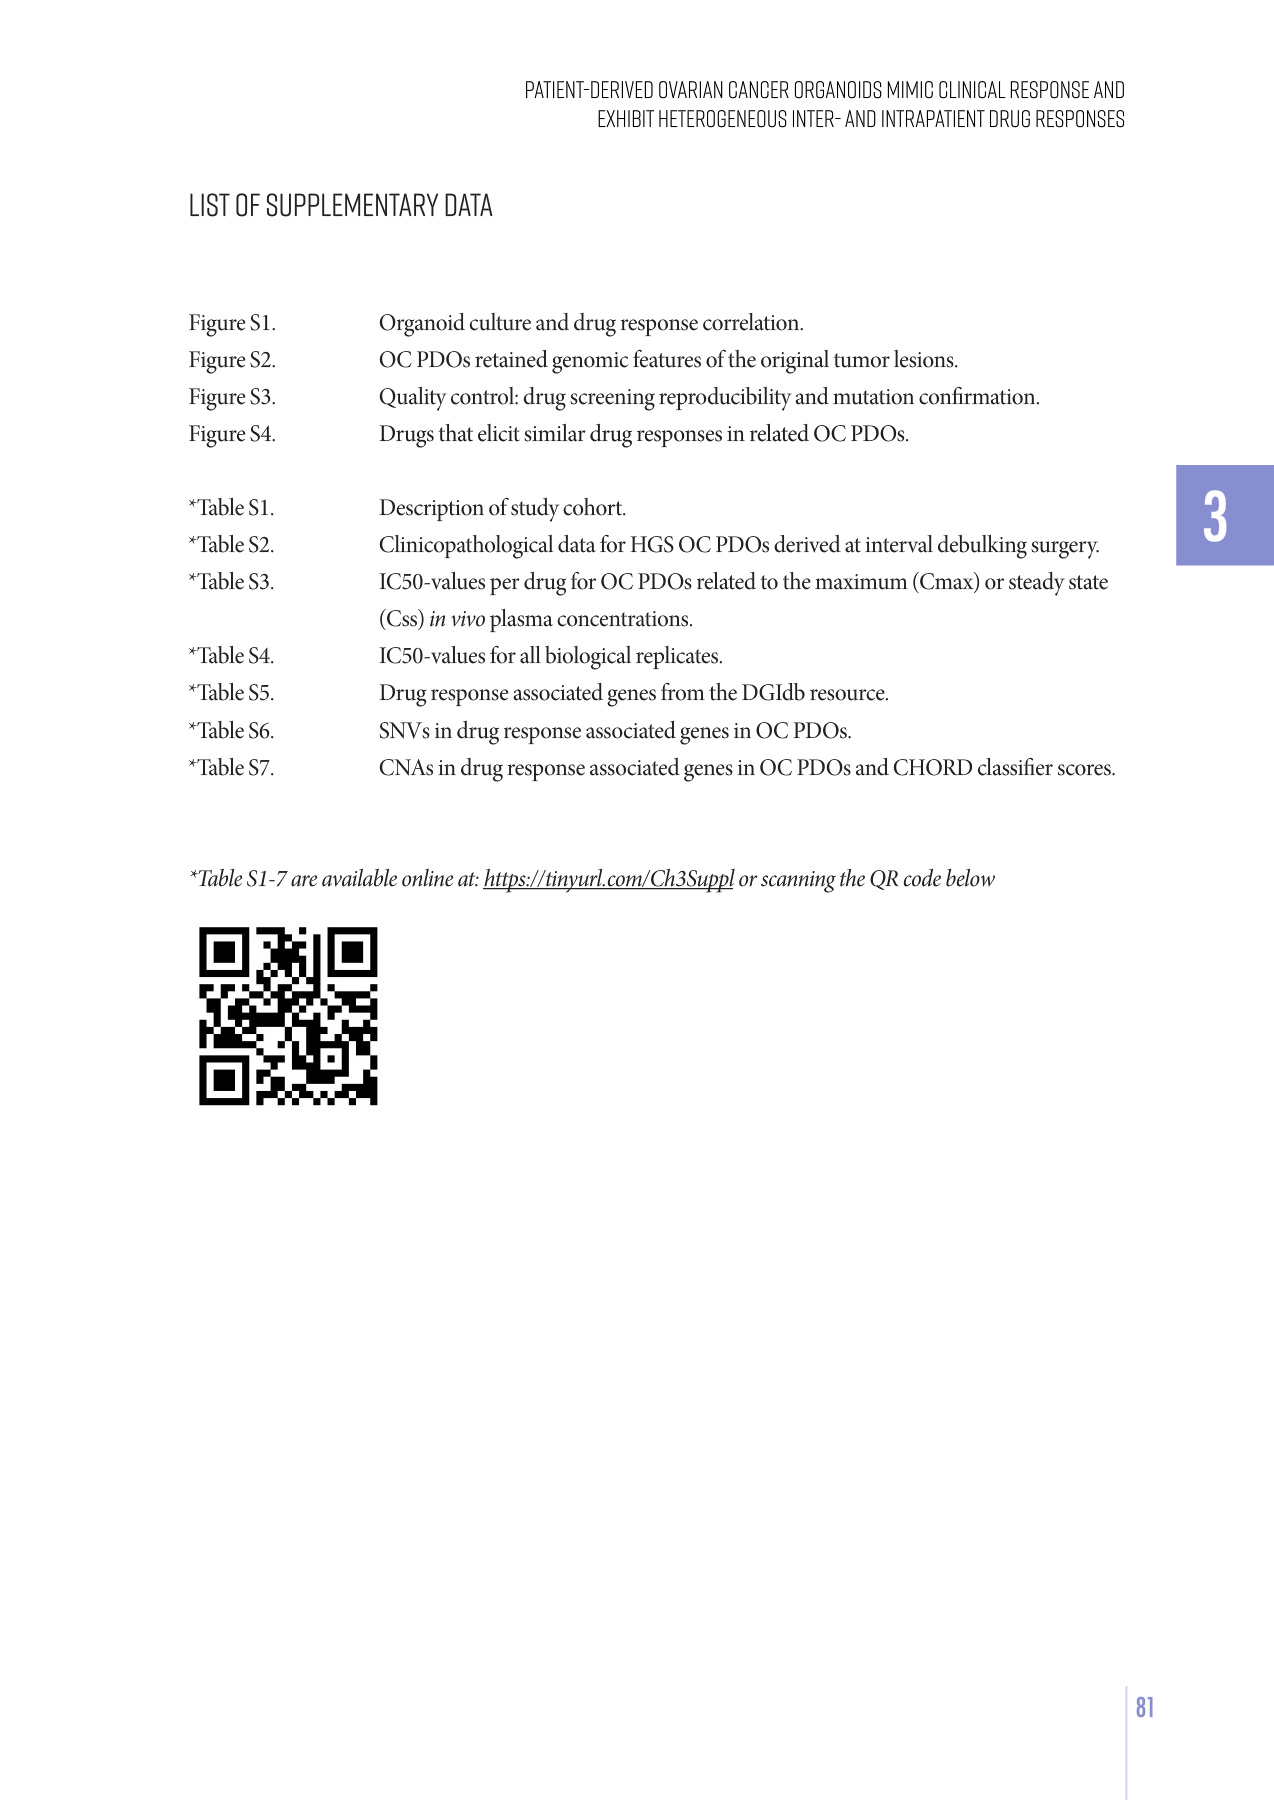 PATIENT-DERIVED OVARIAN CANCER ORGANOIDS MIMIC CLINICAL RESPONSE AND
EXHIBIT HETEROGENEOUS INTER- AND INTRAPATIENT DRUG RESPONSES
LIST OF SUPPLEMENTARY DATA
Figure S1. Organoid culture and drug response correlation.
Figure S2. OC PDOs retained genomic features of the original tumor lesions.
Figure S3. Quality control: drug screening reproducibility and mutation confirmation.
Figure S4. Drugs that elicit similar drug responses in related OC PDOs.
3
*Table S1. Description of study cohort.
*Table S2. Clinicopathological data for HGS OC PDOs derived at interval debulking surgery.
*Table S3. IC50-values per drug for OC PDOs related to the maximum (Cmax) or steady state
(Css) in vivo plasma concentrations.
*Table S4. IC50-values for all biological replicates.
*Table S5. Drug response associated genes from the DGIdb resource.
*Table S6. SNVs in drug response associated genes in OC PDOs.
*Table S7. CNAs in drug response associated genes in OC PDOs and CHORD classifier scores.
*Table S1-7 are available online at: https://tinyurl.com/Ch3Suppl or scanning the QR code below
81